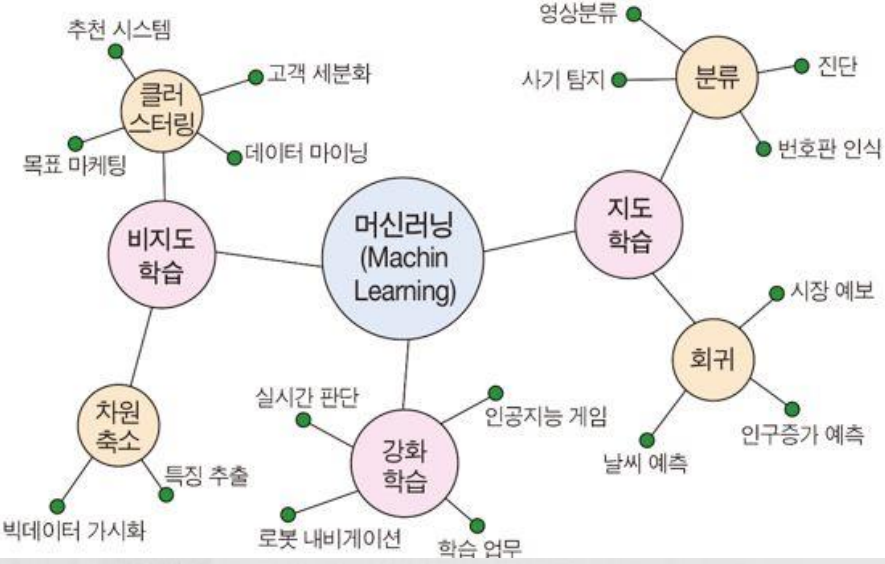 영상분류
추천 시스템
고객 세분화
사기 탐지
분류
진단
클러
스터링
목표 마케팅
데이터 마이닝
번호판 인식
비지도
학습
머신러닝
(Machin
Learning)
지도
학습
시장 예보
회귀
인구증가 예측
날씨 예측
차원
축소
특징 추출
빅데이터 가시화
실시간 판단
인공지능 게임
강화
학습
로봇 내비게이션
학습 업무